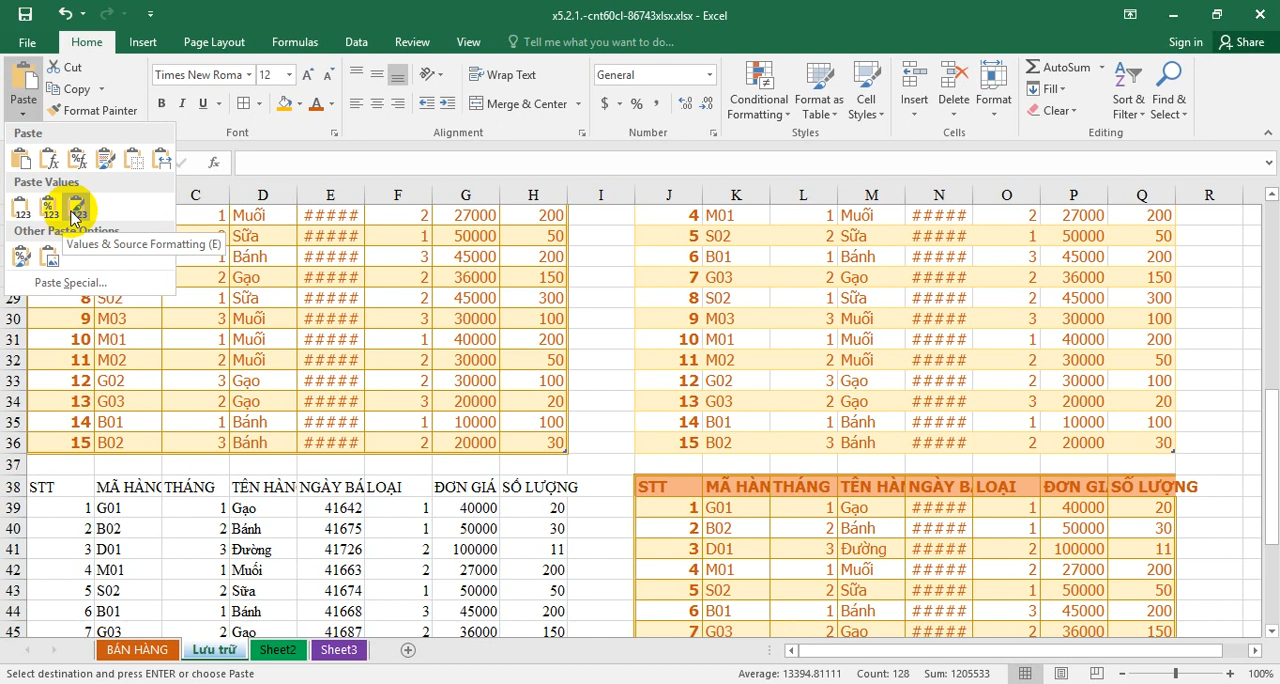 x5.2.1.-cnt60cl-86743xlsx.xlsx - Excel
File Home Insert Page Layout Formulas Data Review View Tell me what you want to do... Sign in Share
Cut
Copy
Format Painter
Paste
Times New Roma 12
B I U
Font
Wrap Text
Merge & Center
Alignment
General
$ % ,
Number
Conditional Formatting
Format as Table
Cell Styles
Styles
Insert Delete Format
Cells
AutoSum
Fill
Clear
Sort & Filter
Find & Select
Editing
Paste
Paste Values
Other Paste Options
Values & Source Formatting (E)
Paste Special...
C D E F G H I J K L M N O P Q R
1 Muối ##### 2 27000 200 4 M01 1 Muối ##### 2 27000 200
Sữa ##### 1 50000 50 5 S02 2 Sữa ##### 1 50000 50
1 Bánh ##### 3 45000 200 6 B01 1 Bánh ##### 3 45000 200
2 Gạo ##### 2 36000 150 7 G03 2 Gạo ##### 2 36000 150
29 8 S02 1 Sữa ##### 2 45000 300 8 S02 1 Sữa ##### 2 45000 300
30 9 M03 3 Muối ##### 3 30000 100 9 M03 3 Muối ##### 3 30000 100
31 10 M01 1 Muối ##### 1 40000 200 10 M01 1 Muối ##### 1 40000 200
32 11 M02 2 Muối ##### 2 30000 50 11 M02 2 Muối ##### 2 30000 50
33 12 G02 3 Gạo ##### 2 30000 100 12 G02 3 Gạo ##### 2 30000 100
34 13 G03 2 Gạo ##### 3 20000 20 13 G03 2 Gạo ##### 3 20000 20
35 14 B01 1 Bánh ##### 1 10000 100 14 B01 1 Bánh ##### 1 10000 100
36 15 B02 3 Bánh ##### 2 20000 30 15 B02 3 Bánh ##### 2 20000 30
37
38 STT MÃ HÀNG THÁNG TÊN HÀN NGÀY BÁ LOẠI ĐƠN GIÁ SỐ LƯỢNG STT MÃ HÀN THÁNG TÊN HÀ NGÀY B LOẠI ĐƠN GI SỐ LƯỢNG
39 1 G01 1 Gạo 41642 1 40000 20 1 G01 1 Gạo ##### 1 40000 20
40 2 B02 2 Bánh 41675 1 50000 30 2 B02 2 Bánh ##### 1 50000 30
41 3 D01 3 Đường 41726 2 100000 11 3 D01 3 Đường ##### 2 100000 11
42 4 M01 1 Muối 41663 2 27000 200 4 M01 1 Muối ##### 2 27000 200
43 5 S02 2 Sữa 41674 1 50000 50 5 S02 2 Sữa ##### 1 50000 50
44 6 B01 1 Bánh 41668 3 45000 200 6 B01 1 Bánh ##### 3 45000 200
45 7 G03 2 Gạo 41687 2 36000 150 7 G03 2 Gạo ##### 2 36000 150
BÁN HÀNG Lưu trữ Sheet2 Sheet3
Select destination and press ENTER or choose Paste Average: 13394.81111 Count: 128 Sum: 1205533 100%